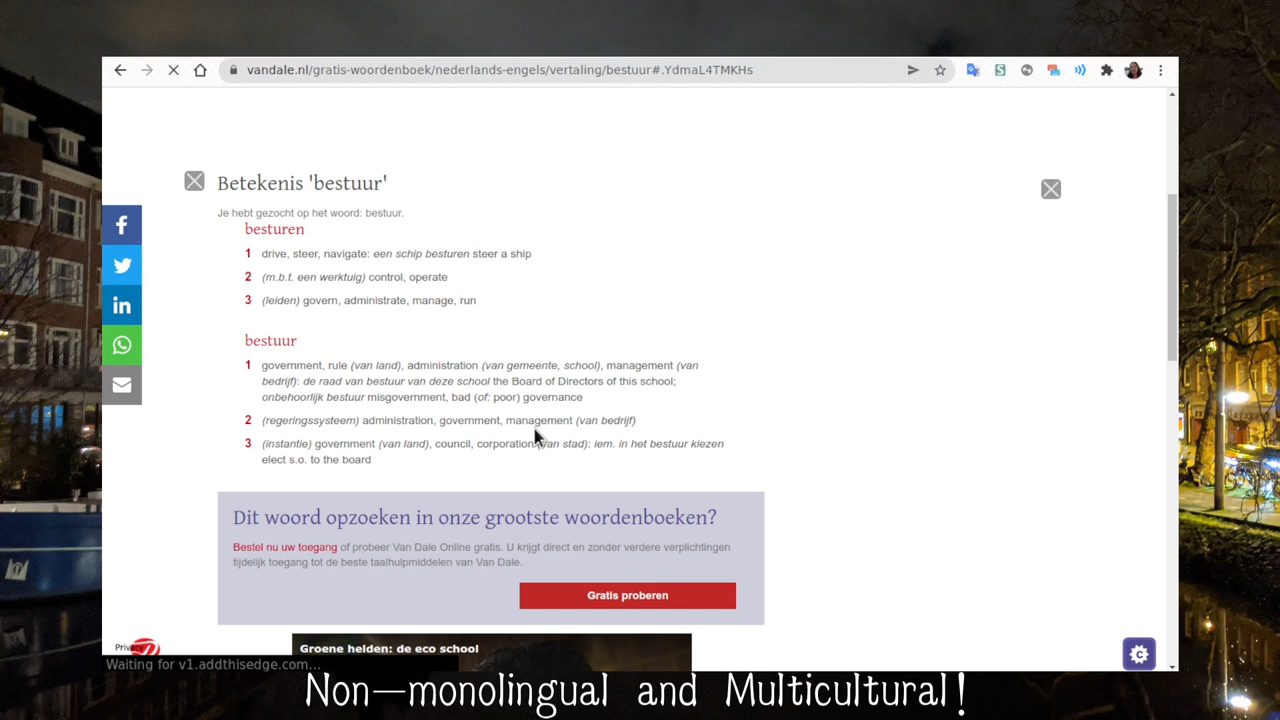 vandale.nl/gratis-woordenboek/nederlands-engels/vertaling/bestuur#.YdmaL4TMKHs
Betekenis 'bestuur'
Je hebt gezocht op het woord: bestuur.
besturen
1 drive, steer, navigate: een schip besturen steer a ship
2 (m.b.t. een werktuig) control, operate
3 (leiden) govern, administrate, manage, run
bestuur
1 government, rule (van land), administration (van gemeente, school), management (van
bedrijf): de raad van bestuur van deze school the Board of Directors of this school;
onbehoorlijk bestuur misgovernment, bad (of: poor) governance
2 (regeringssysteem) administration, government, management (van bedrijf)
3 (instantie) government (van land), council, corporation (van stad): iem. in het bestuur kiezen
elect s.o. to the board
Dit woord opzoeken in onze grootste woordenboeken?
Bestel nu uw toegang of probeer Van Dale Online gratis. U krijgt direct en zonder verdere verplichtingen
tijdelijk toegang tot de beste taalhulpmiddelen van Van Dale.
Gratis proberen
Groene helden: de eco school
Waiting for v1.addthisedge.com...
Non-monolingual and Multicultural!